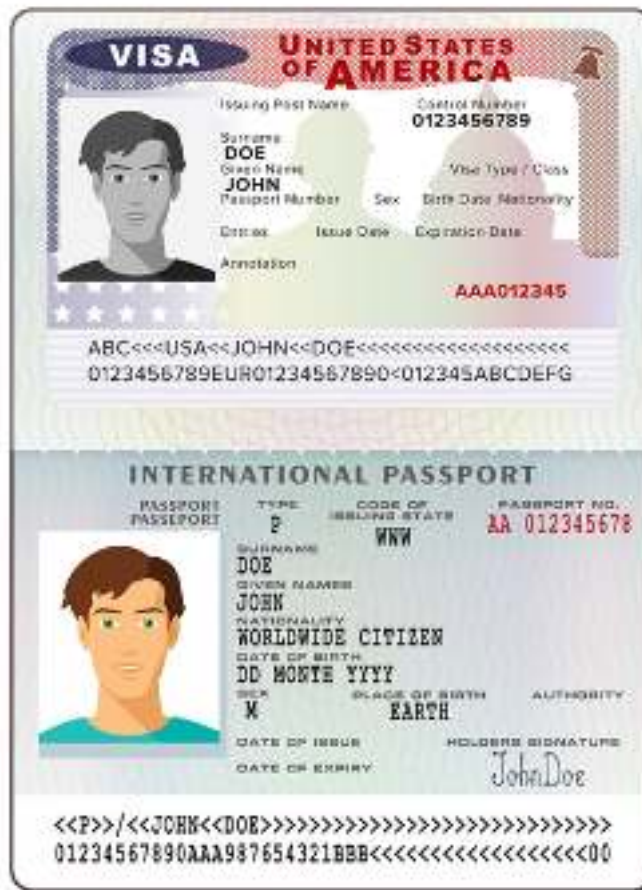 VISA
UNITED STATES
OF AMERICA
Issuing Post Name Control Number
0123456789
Surname
DOE
Given Name Visa Type / Class
JOHN
Passport Number Sex Birth Date Nationality
Entries Issue Date Expiration Date
Annotation
AAA012345
ABC<<<USA<<JOHN<<DOE<<<<<<<<<<<<<<<<<<<
0123456789EUR01234567890<012345ABCDEFG
INTERNATIONAL PASSPORT
PASSPORT TYPE CODE OF PASSPORT NO.
PASSEPORT P ISSUING STATE AA 012345678
WWW
SURNAME
DOE
GIVEN NAMES
JOHN
NATIONALITY
WORLDWIDE CITIZEN
DATE OF BIRTH
DD MONTH YYYY
SEX PLACE OF BIRTH AUTHORITY
M EARTH
DATE OF ISSUE HOLDERS SIGNATURE
DATE OF EXPIRY JohnDoe
<<P>>/<<JOHN<<DOE>>>>>>>>>>>>>>>>>>>>>>>>>>>>>
01234567890AAA987654321BBB<<<<<<<<<<<<<<<<<<00